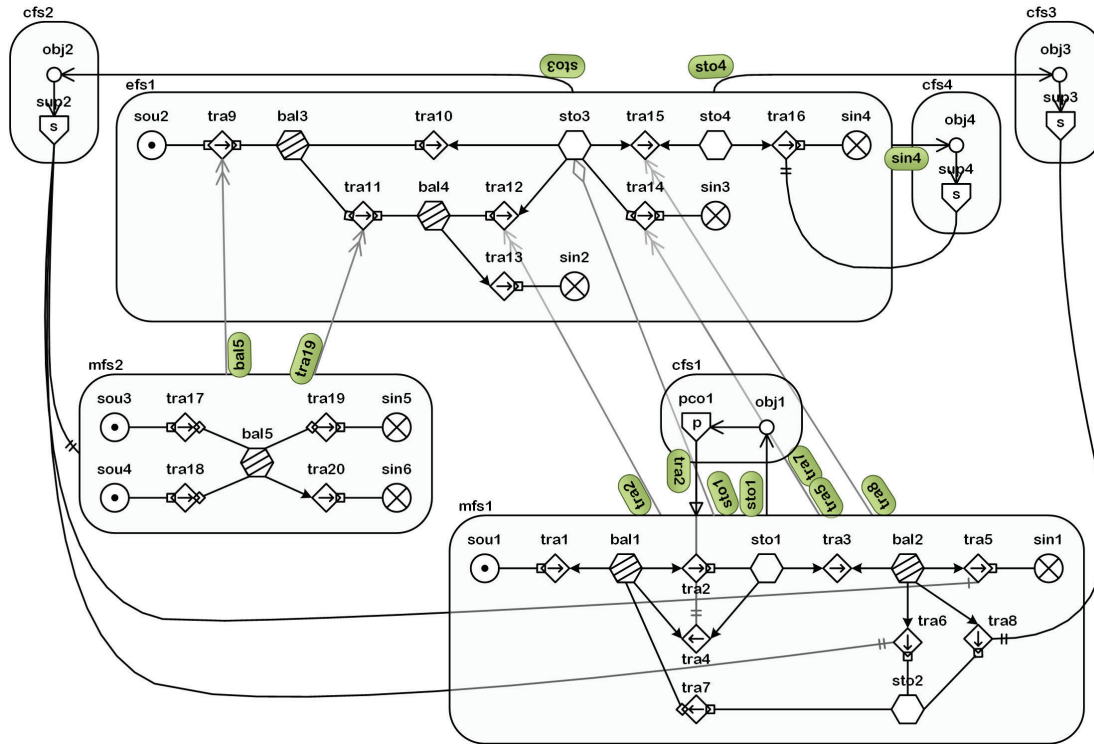 cfs2
cfs3
obj2
sto3
sto4
obj3
efs1
cfs4
sup2
s
sou2
tra9
bal3
tra10
sto3
tra15
sto4
tra16
sin4
obj4
sup3
s
sin4
tra11
bal4
tra12
tra14
sin3
sup4
s
tra13
sin2
bal5
tra19
mfs2
cfs1
sou3
tra17
tra19
sin5
pco1
obj1
p
bal5
sou4
tra18
tra20
sin6
tra2
tra2
sto1
sto1
tra7
tra5
tra8
mfs1
sou1
tra1
bal1
sto1
tra3
bal2
tra5
sin1
tra2
tra6
tra8
tra4
tra7
sto2